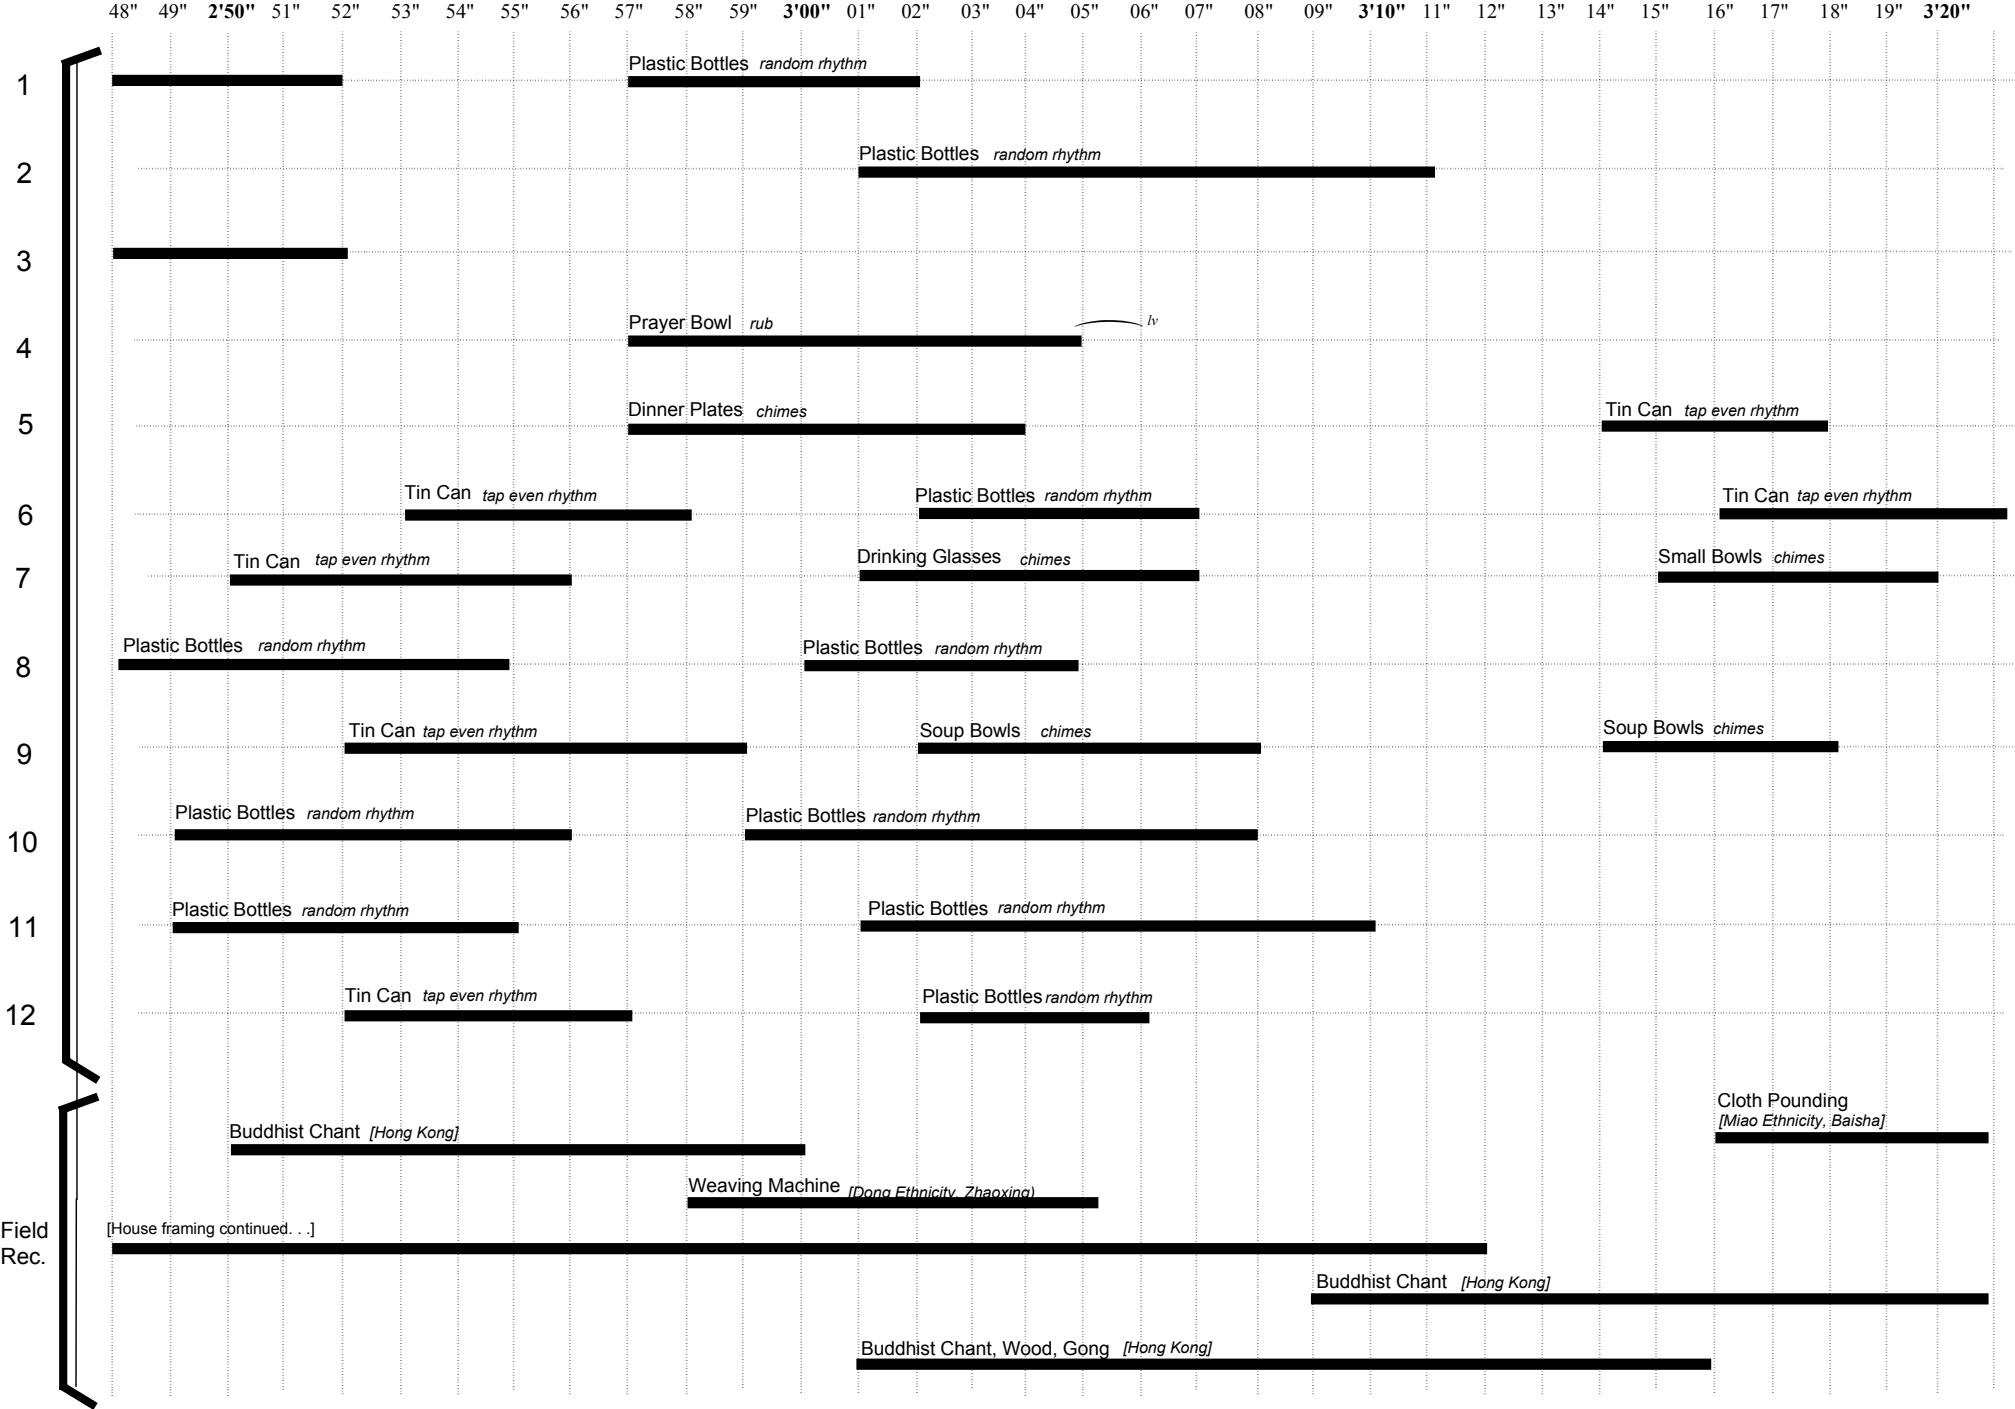 48" 49" 2'50" 51" 52" 53" 54" 55" 56" 57" 58" 59" 3'00" 01" 02" 03" 04" 05" 06" 07" 08" 09" 3'10" 11" 12" 13" 14" 15" 16" 17" 18" 19" 3'20"
1
Plastic Bottles random rhythm
2
Plastic Bottles random rhythm
3
4
Prayer Bowl rub lv
5
Dinner Plates chimes
Tin Can tap even rhythm
6
Tin Can tap even rhythm
Plastic Bottles random rhythm
Tin Can tap even rhythm
7
Tin Can tap even rhythm
Drinking Glasses chimes
Small Bowls chimes
8
Plastic Bottles random rhythm
Plastic Bottles random rhythm
9
Tin Can tap even rhythm
Soup Bowls chimes
Soup Bowls chimes
10
Plastic Bottles random rhythm
Plastic Bottles random rhythm
11
Plastic Bottles random rhythm
Plastic Bottles random rhythm
12
Tin Can tap even rhythm
Plastic Bottles random rhythm
Field
Rec.
Cloth Pounding
[Miao Ethnicity, Baisha]
Buddhist Chant [Hong Kong]
Weaving Machine [Dong Ethnicity, Zhaoxing)
[House framing continued. . .]
Buddhist Chant [Hong Kong]
Buddhist Chant, Wood, Gong [Hong Kong]